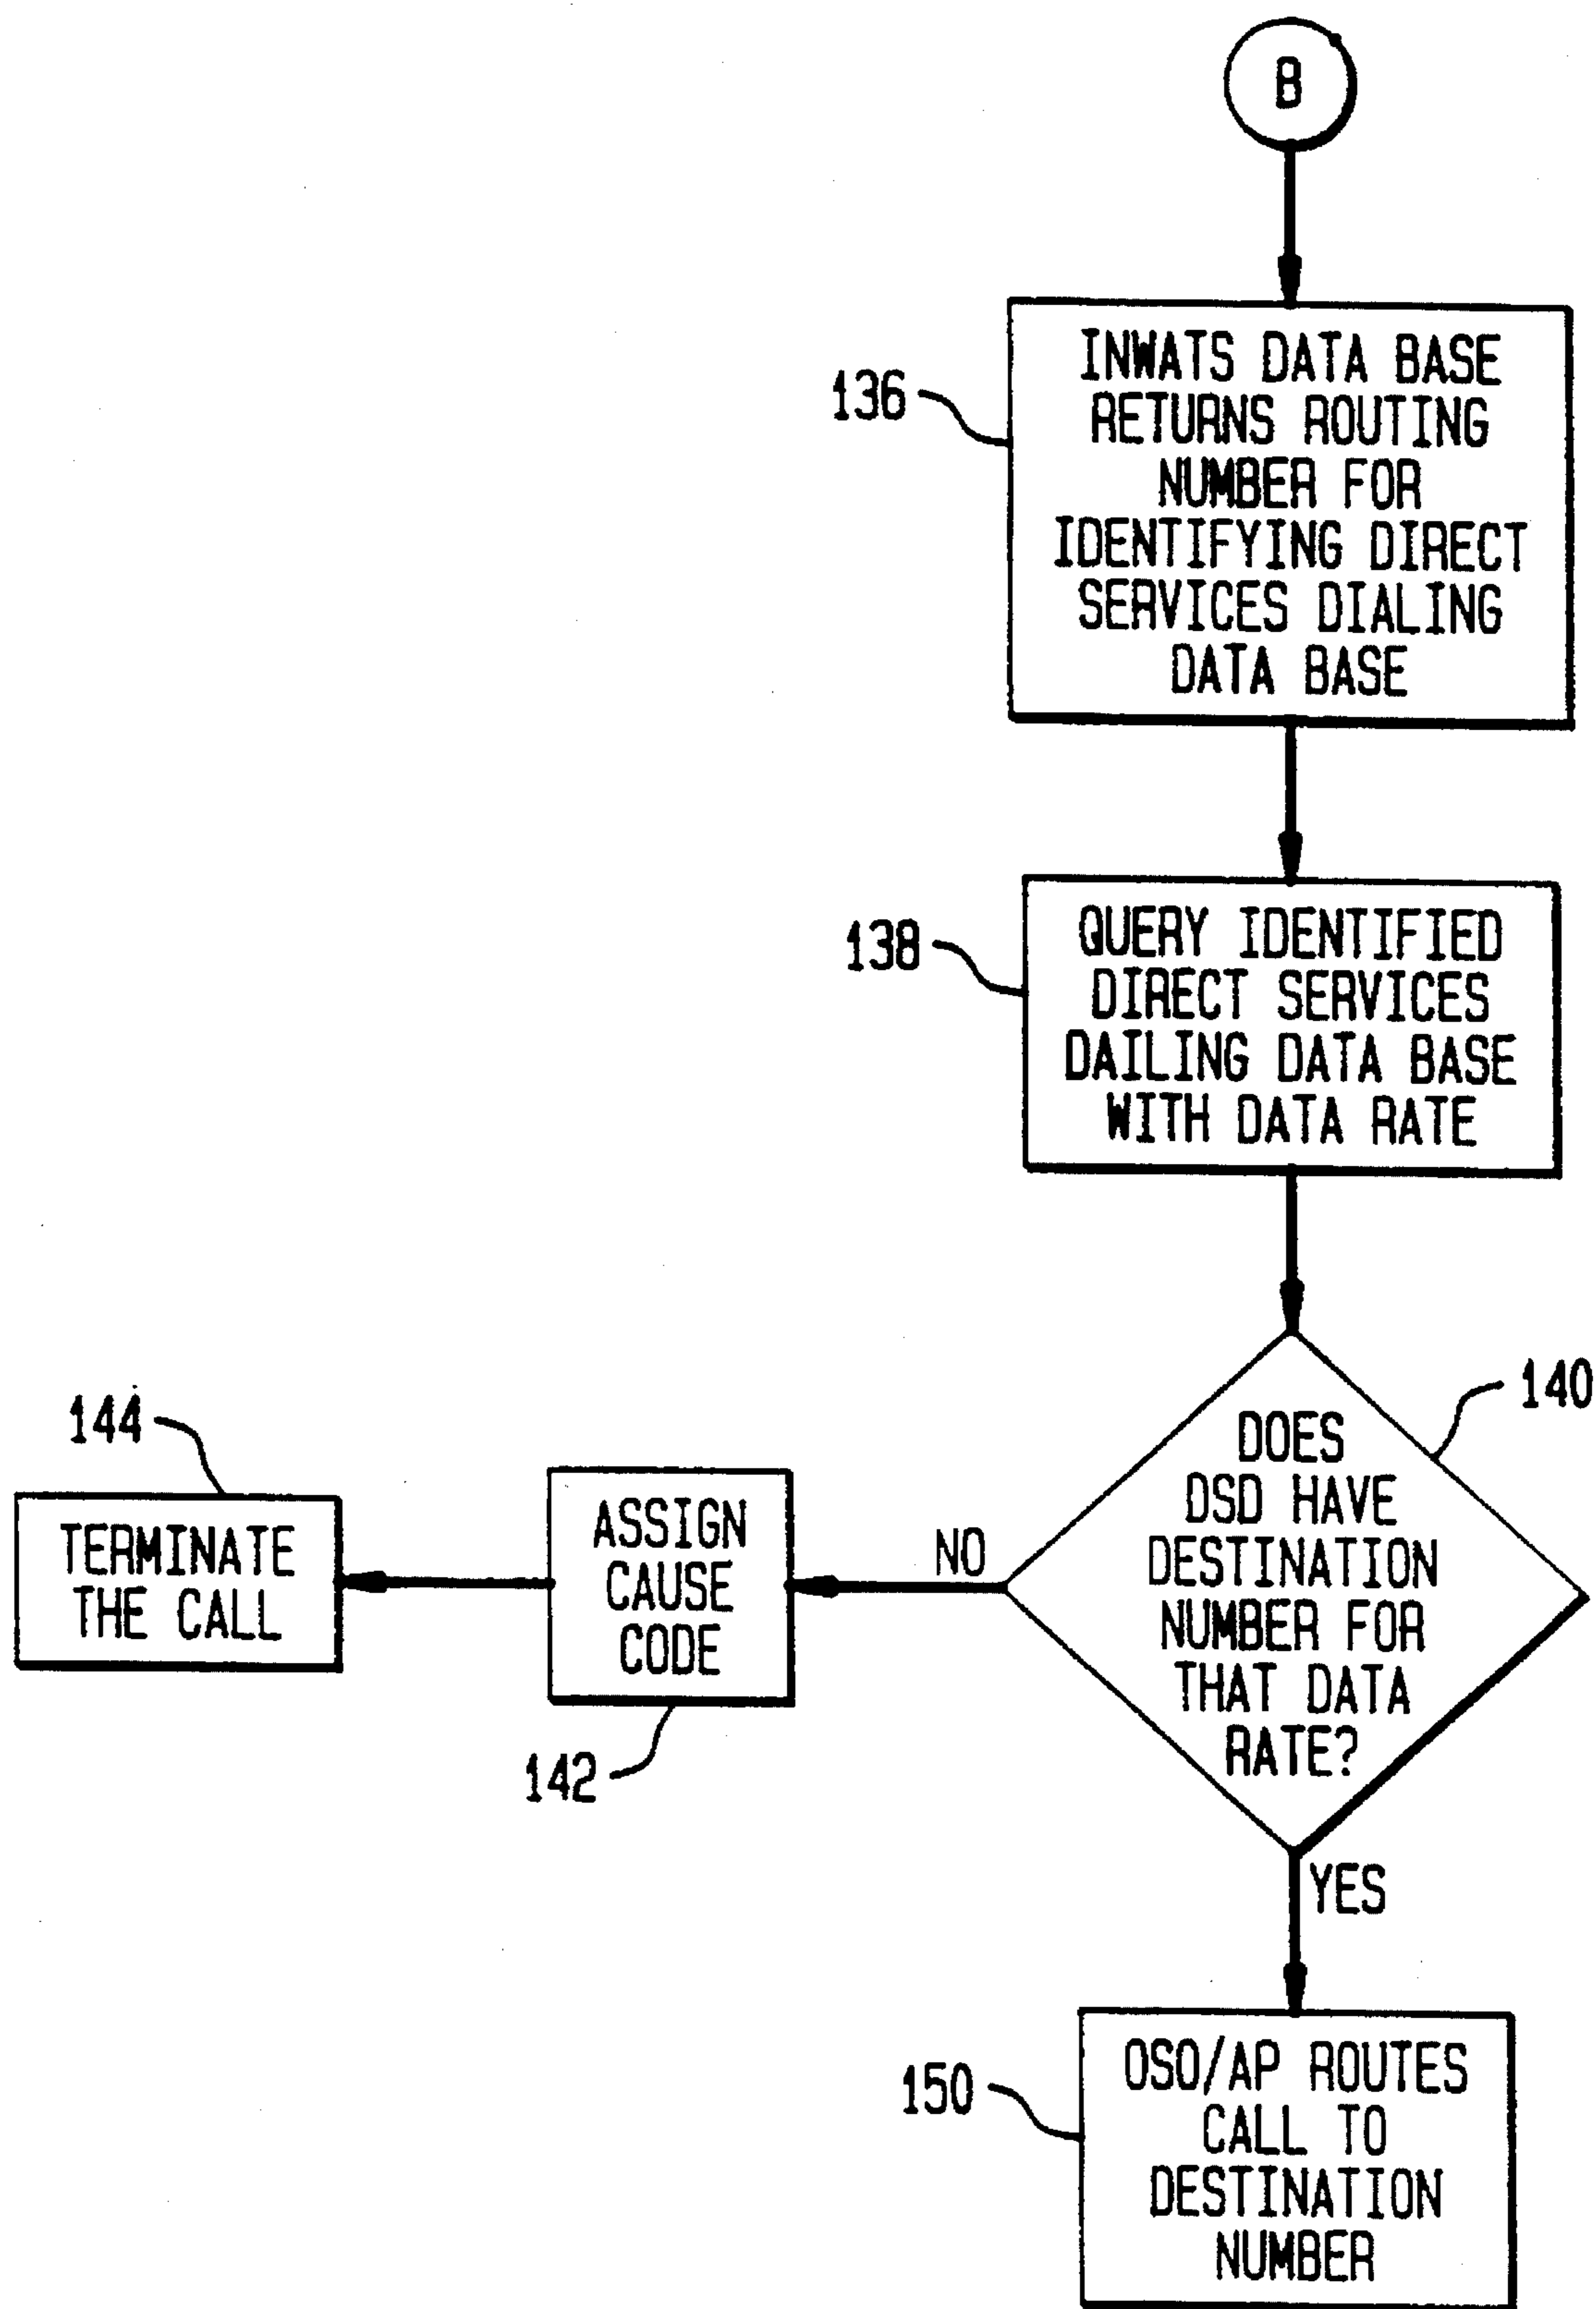 B
136
INWATS DATA BASE
RETURNS ROUTING
NUMBER FOR
IDENTIFYING DIRECT
SERVICES DIALING
DATA BASE
138
QUERY IDENTIFIED
DIRECT SERVICES
DAILING DATA BASE
WITH DATA RATE
140
DOES
DSD HAVE
DESTINATION
NUMBER FOR
THAT DATA
RATE?
NO
ASSIGN
CAUSE
CODE
142
144
TERMINATE
THE CALL
YES
150
OSO/AP ROUTES
CALL TO
DESTINATION
NUMBER